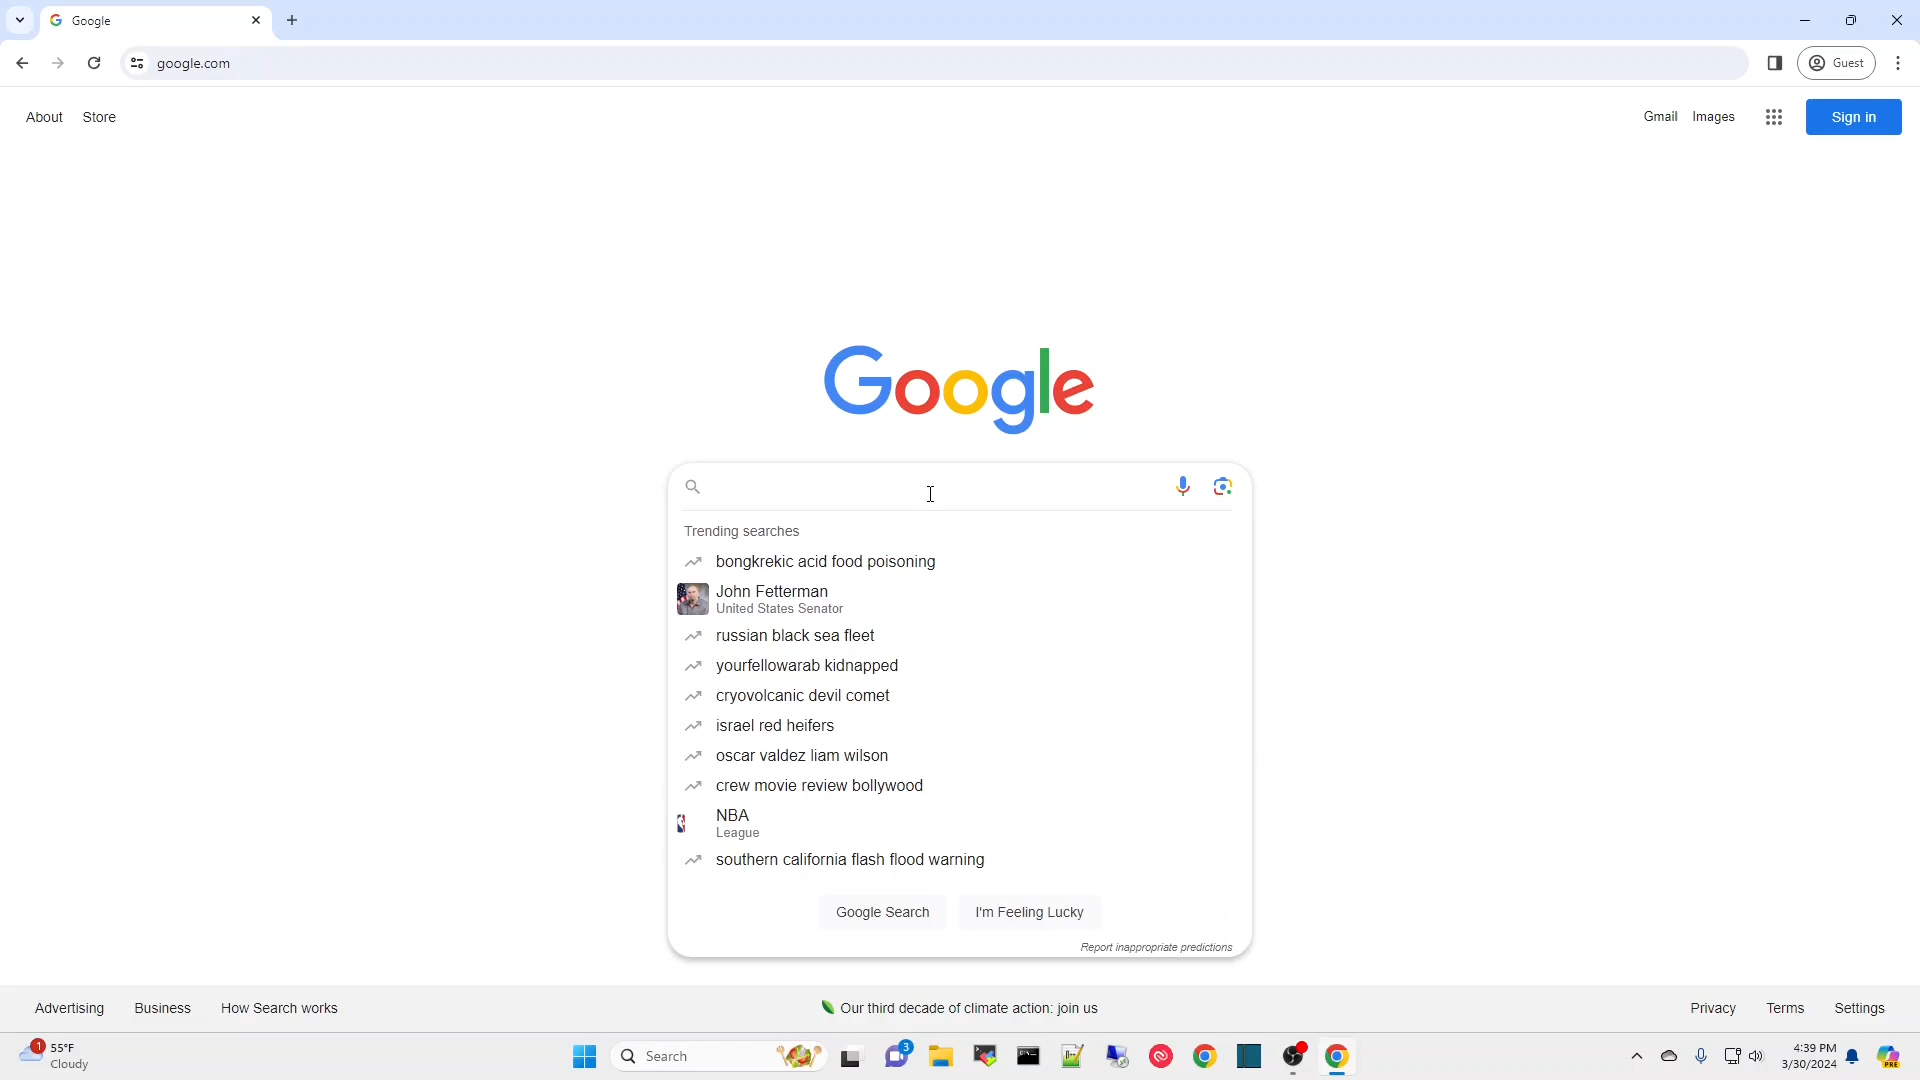 Google
google.com
Guest
About Store
Gmail Images
Sign in
Google
Trending searches
bongkrekic acid food poisoning
John Fetterman
United States Senator
russian black sea fleet
yourfellowarab kidnapped
cryovolcanic devil comet
israel red heifers
oscar valdez liam wilson
crew movie review bollywood
NBA
League
southern california flash flood warning
Google Search I'm Feeling Lucky
Report inappropriate predictions
Advertising Business How Search works
Our third decade of climate action: join us
Privacy Terms Settings
1
55°F
Cloudy
Search
3
4:39 PM
3/30/2024
PRE